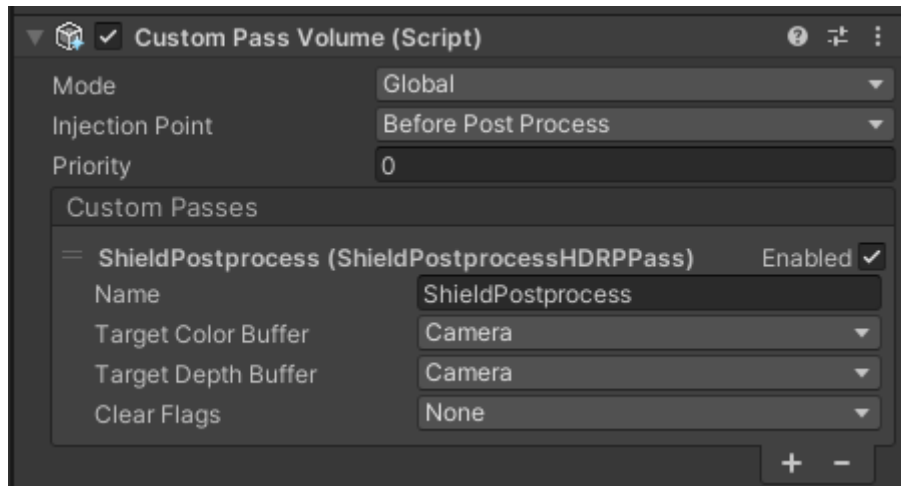 Custom Pass Volume (Script)
Mode Global
Injection Point Before Post Process
Priority 0
Custom Passes
ShieldPostprocess (ShieldPostprocessHDRPPass) Enabled
Name ShieldPostprocess
Target Color Buffer Camera
Target Depth Buffer Camera
Clear Flags None
+ −